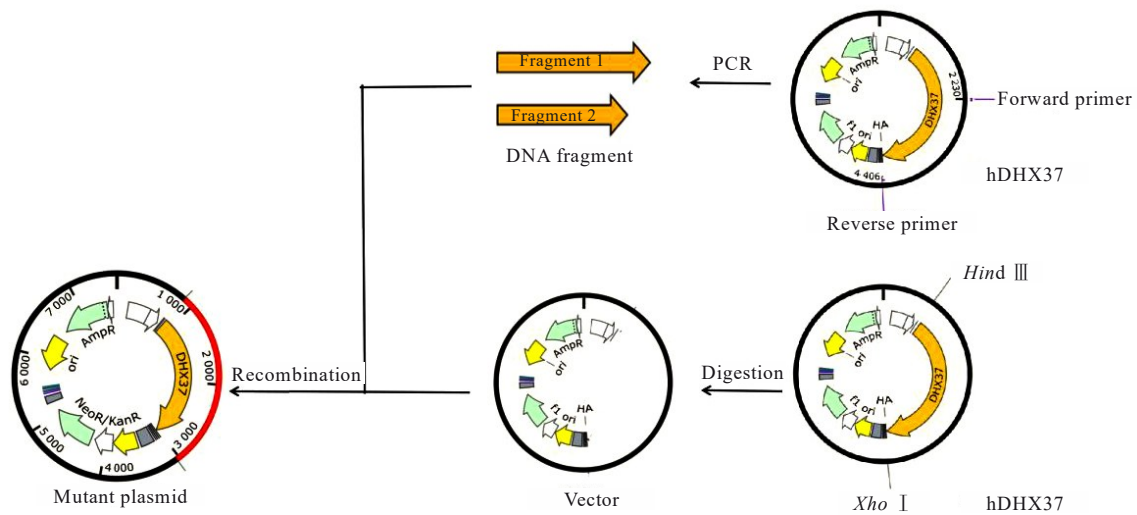 Fragment 1
Fragment 2
DNA fragment
PCR
AmpR
ori
f1 ori
HA
DHX37
2 230
4 406
Forward primer
Reverse primer
hDHX37
1 000
2 000
3 000
4 000
5 000
6 000
7 000
AmpR
ori
NeoR/KanR
DHX37
Mutant plasmid
Recombination
AmpR
ori
f1 ori
HA
Vector
Digestion
Hind Ⅲ
AmpR
ori
f1 ori
HA
DHX37
Xho Ⅰ
hDHX37